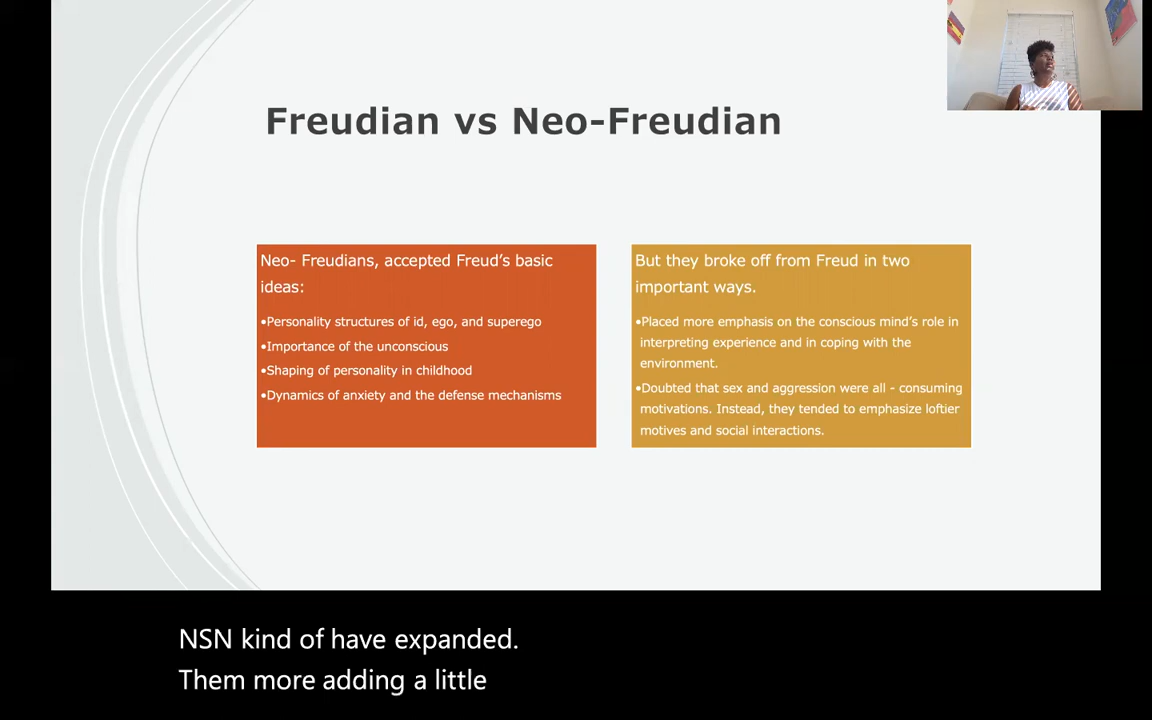 Freudian vs Neo-Freudian
Neo- Freudians, accepted Freud's basic
ideas:
•Personality structures of id, ego, and superego
•Importance of the unconscious
•Shaping of personality in childhood
•Dynamics of anxiety and the defense mechanisms
But they broke off from Freud in two
important ways.
•Placed more emphasis on the conscious mind's role in
interpreting experience and in coping with the
environment.
•Doubted that sex and aggression were all - consuming
motivations. Instead, they tended to emphasize loftier
motives and social interactions.
NSN kind of have expanded.
Them more adding a little